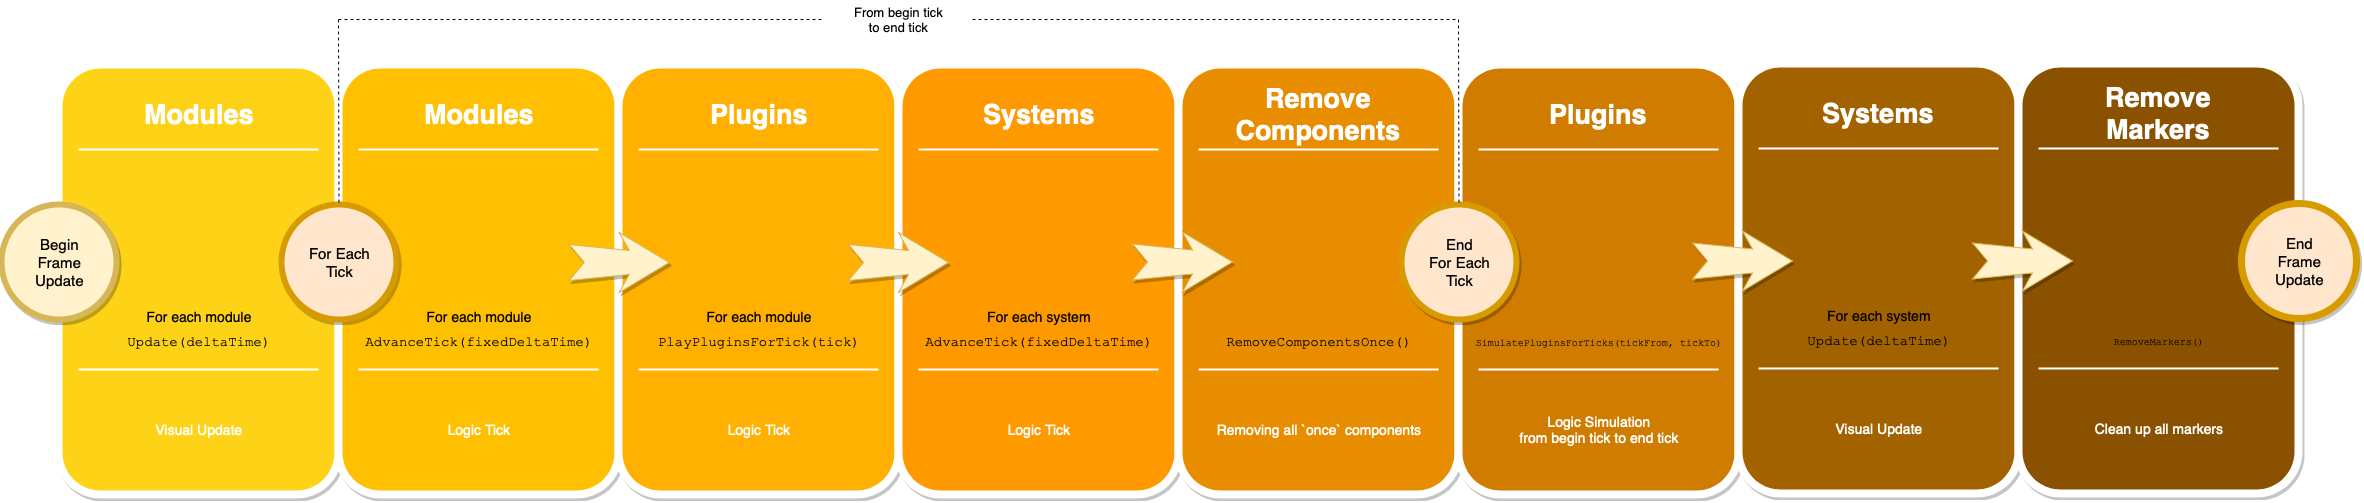 From begin tick
to end tick
Begin
Frame
Update
Modules
For each module
Update(deltaTime)
Visual Update
For Each
Tick
Modules
For each module
AdvanceTick(fixedDeltaTime)
Logic Tick
Plugins
For each module
PlayPluginsForTick(tick)
Logic Tick
Systems
For each system
AdvanceTick(fixedDeltaTime)
Logic Tick
Remove
Components
RemoveComponentsOnce()
Removing all `once` components
End
For Each
Tick
Plugins
SimulatePluginsForTicks(tickFrom, tickTo)
Logic Simulation
from begin tick to end tick
Systems
For each system
Update(deltaTime)
Visual Update
Remove
Markers
RemoveMarkers()
Clean up all markers
End
Frame
Update